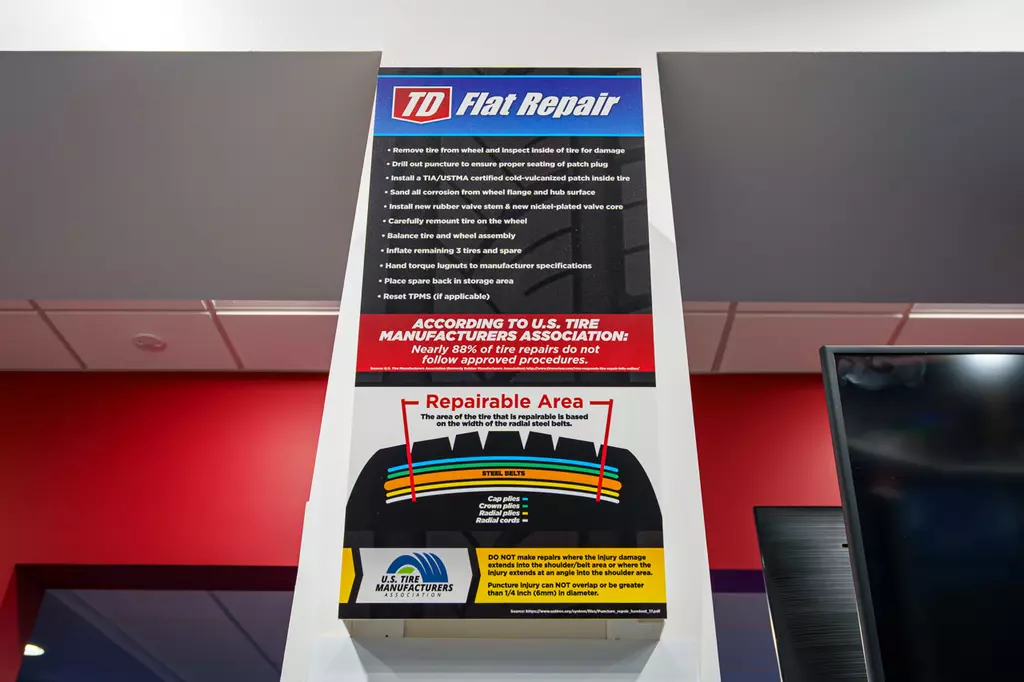 TD Flat Repair
• Remove tire from wheel and inspect inside of tire for damage
• Drill out puncture to ensure proper seating of patch plug
• Install a TIA/USTMA certified cold-vulcanized patch inside tire
• Sand all corrosion from wheel flange and hub surface
• Install new rubber valve stem & new nickel-plated valve core
• Carefully remount tire on the wheel
• Balance tire and wheel assembly
• Inflate remaining 3 tires and spare
• Hand torque lugnuts to manufacturer specifications
• Place spare back in storage area
• Reset TPMS (if applicable)
ACCORDING TO U.S. TIRE
MANUFACTURERS ASSOCIATION:
Nearly 88% of tire repairs do not
follow approved procedures.
Source: U.S. Tire Manufacturers Association (formerly Rubber Manufacturers Association)
Repairable Area
The area of the tire that is repairable is based
on the width of the radial steel belts.
STEEL BELTS
Cap plies
Crown plies
Radial plies
Radial cords
U.S. TIRE
MANUFACTURERS
ASSOCIATION
DO NOT make repairs where the injury damage
extends into the shoulder/belt area or where the
injury extends at an angle into the shoulder area.
Puncture injury can NOT overlap or be greater
than 1/4 inch (6mm) in diameter.